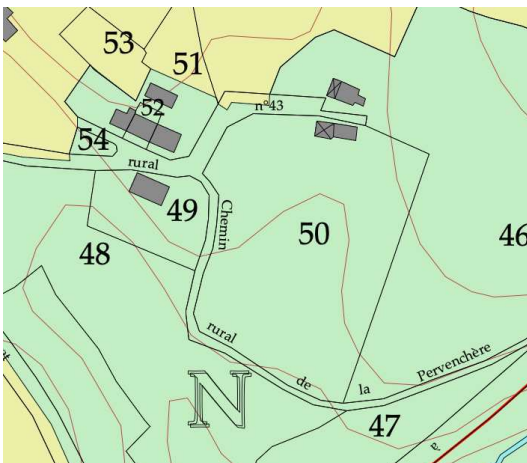 53
51
52
n°43
54
rural
49
Chemin
50
46
48
rural
de
la
Pervenchère
N
47
à